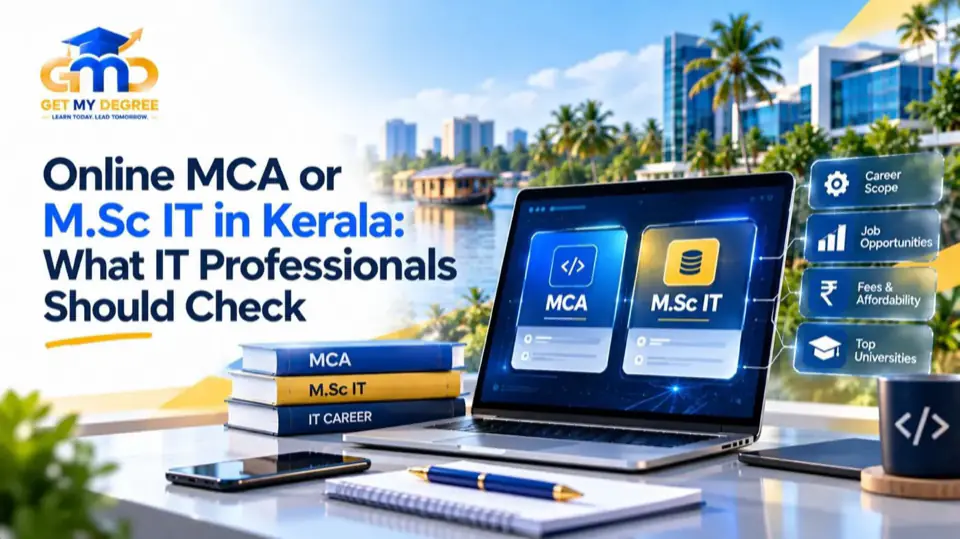 GMD
GET MY DEGREE
LEARN TODAY. LEAD TOMORROW.
Online MCA or
M.Sc IT in Kerala:
What IT Professionals
Should Check
MCA
M.Sc IT
IT CAREER
</>
MCA
M.Sc IT
Career
Scope
Job
Opportunities
₹
Fees &
Affordability
Top
Universities
</>